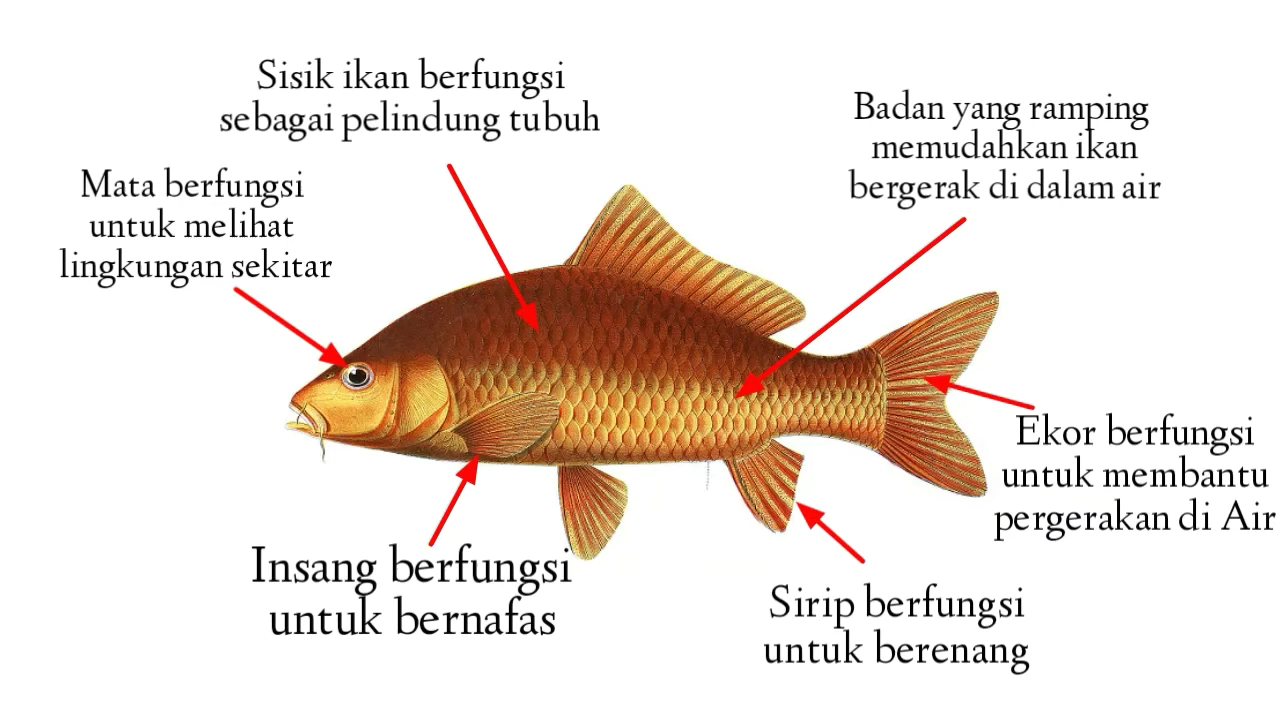 Sisik ikan berfungsi
sebagai pelindung tubuh
Badan yang ramping
memudahkan ikan
bergerak di dalam air
Mata berfungsi
untuk melihat
lingkungan sekitar
Ekor berfungsi
untuk membantu
pergerakan di Air
Insang berfungsi
untuk bernafas
Sirip berfungsi
untuk berenang